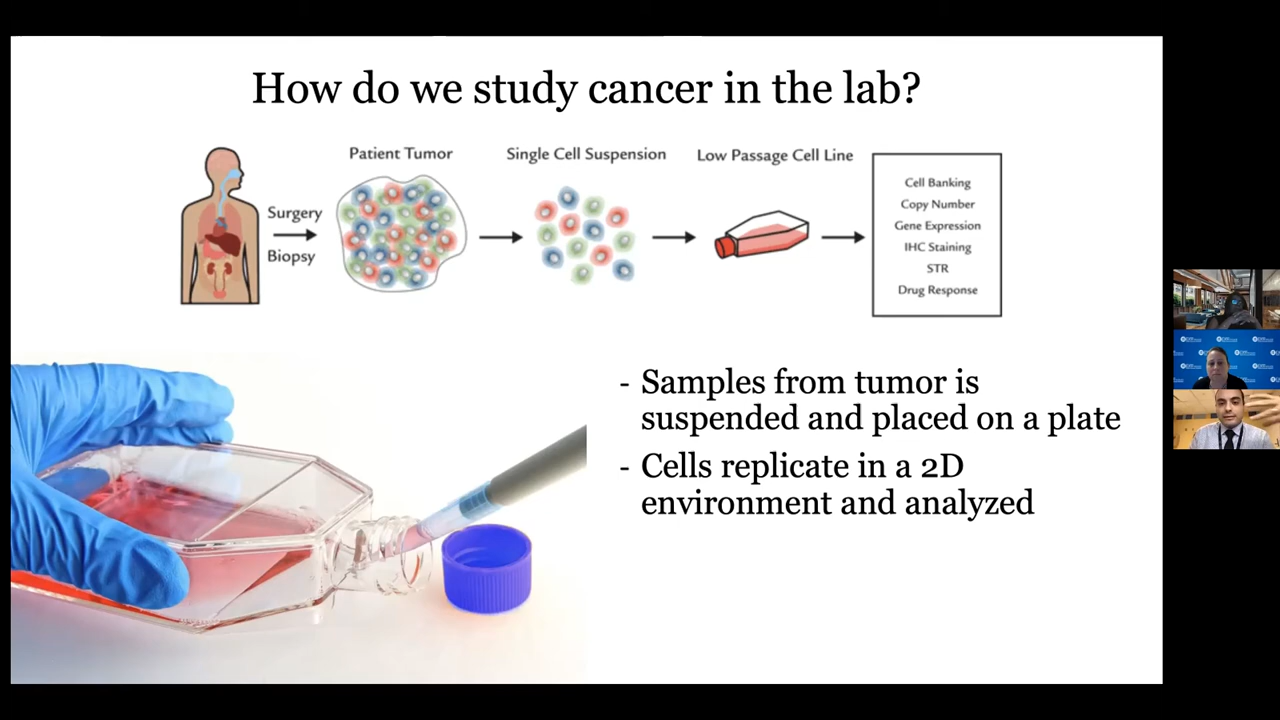 How do we study cancer in the lab?
Patient Tumor
Single Cell Suspension
Low Passage Cell Line
Surgery
Biopsy
Cell Banking
Copy Number
Gene Expression
IHC Staining
STR
Drug Response
- Samples from tumor is
suspended and placed on a plate
- Cells replicate in a 2D
environment and analyzed